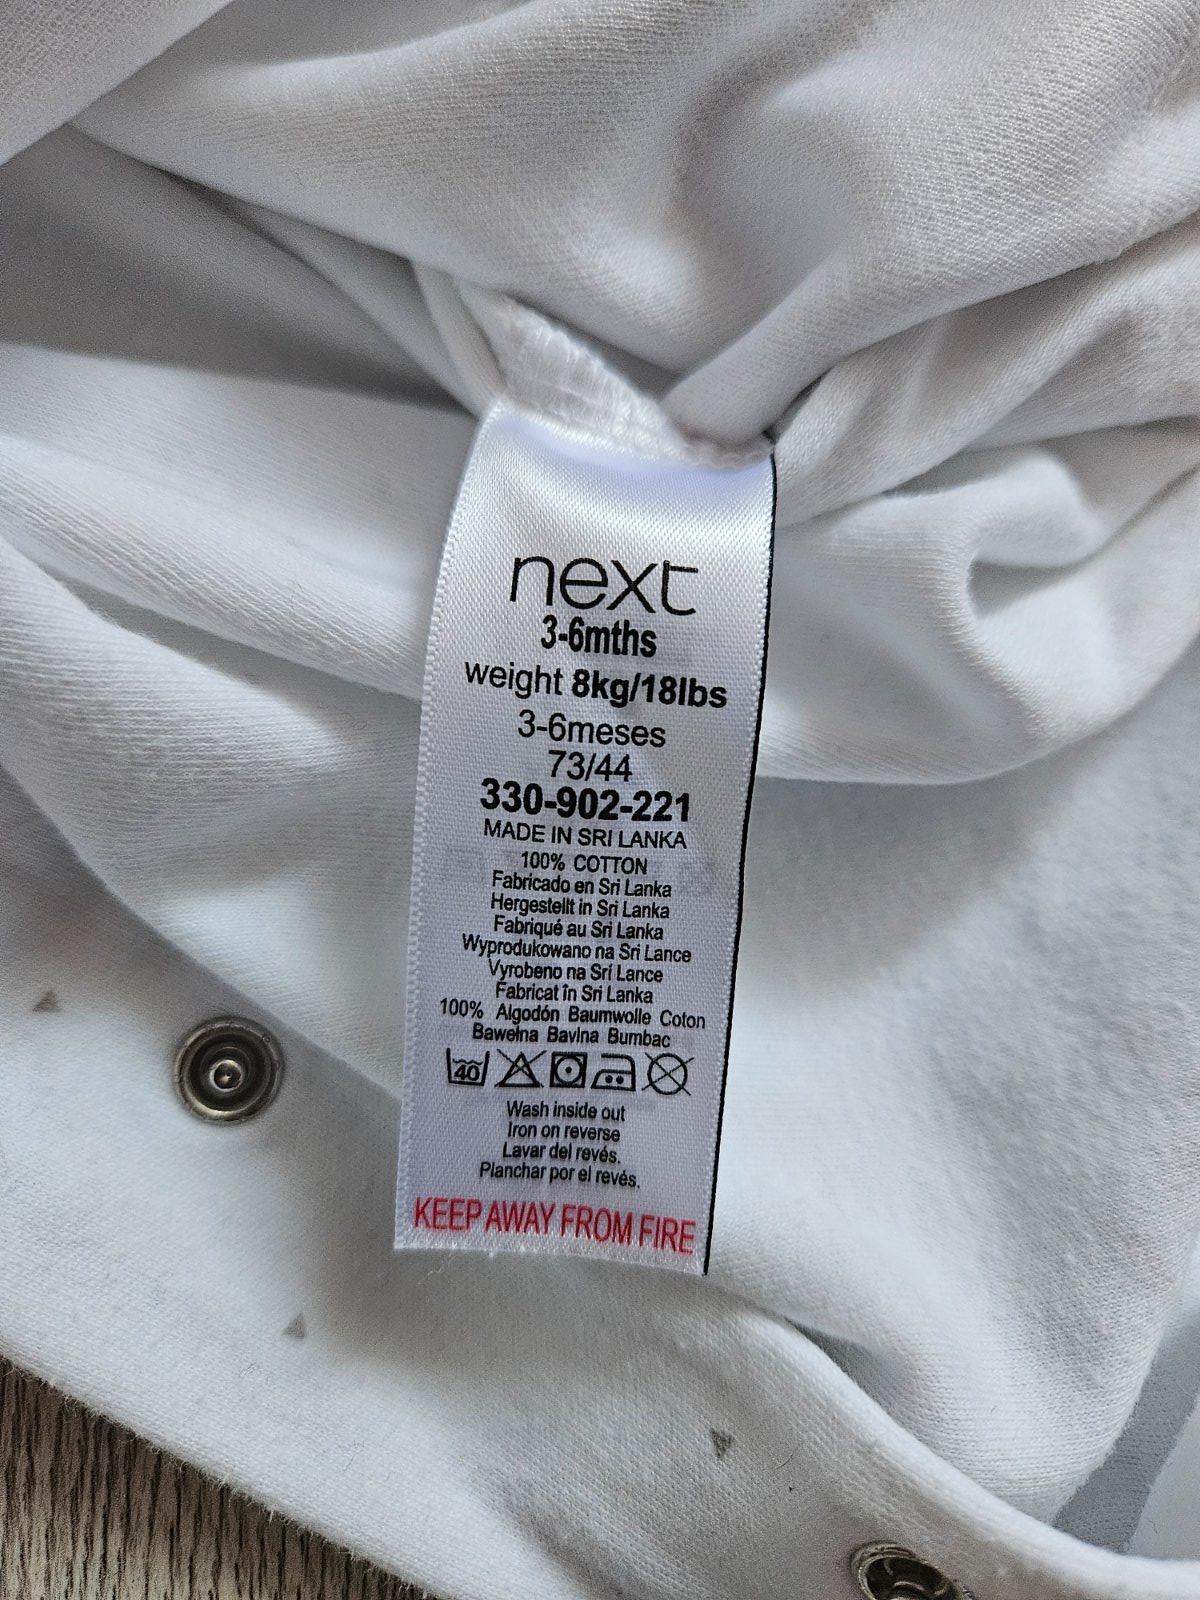 next
3-6mths
weight 8kg/18lbs
3-6meses
73/44
330-902-221
MADE IN SRI LANKA
100% COTTON
Fabricado en Sri Lanka
Hergestellt in Sri Lanka
Fabriqué au Sri Lanka
Wyprodukowano na Sri Lance
Vyrobeno na Srí Lance
Fabricat în Sri Lanka
100% Algodón Baumwolle Coton
Bawełna Bavlna Bumbac
40
Wash inside out
Iron on reverse
Lavar del revés.
Planchar por el revés.
KEEP AWAY FROM FIRE